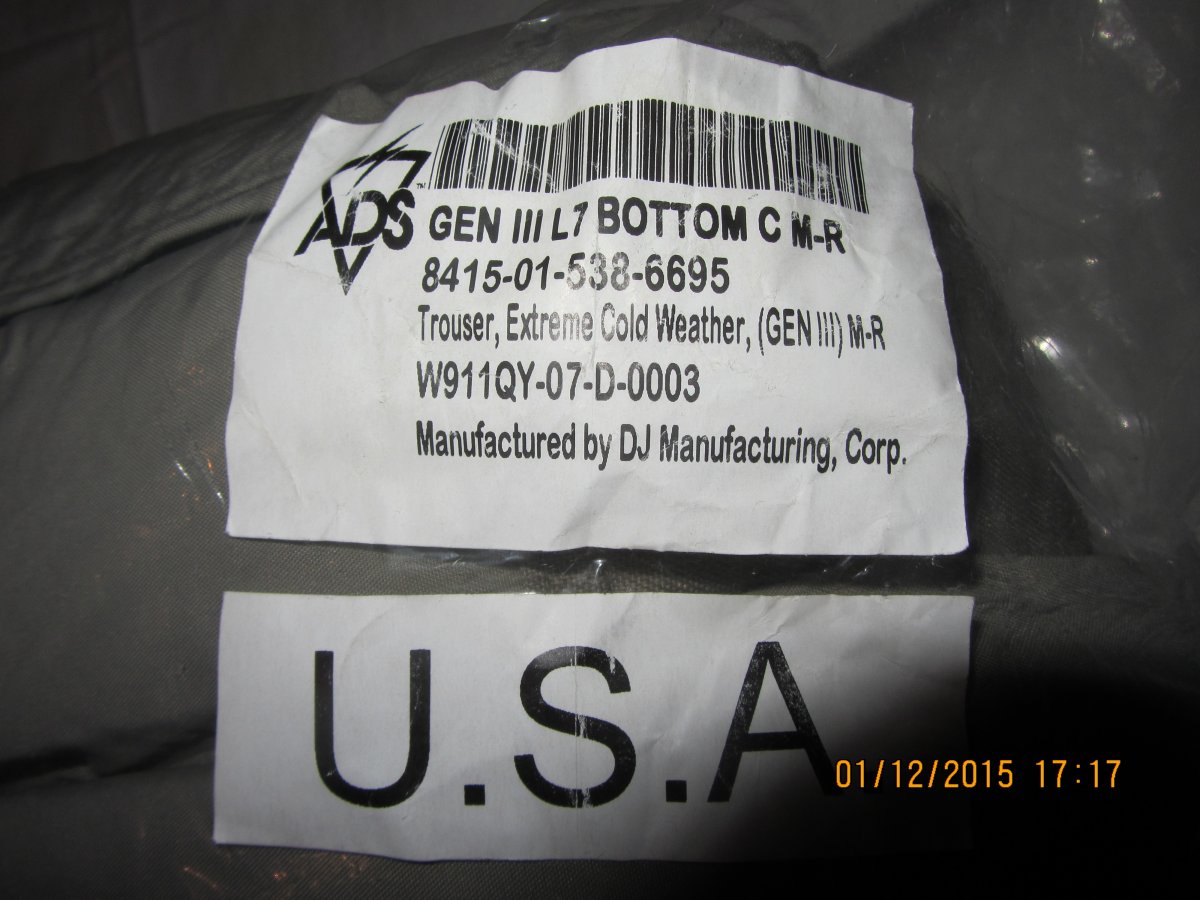 ADS™
GEN III L7 BOTTOM C M-R
8415-01-538-6695
Trouser, Extreme Cold Weather, (GEN III) M-R
W911QY-07-D-0003
Manufactured by DJ Manufacturing, Corp.
U.S.A
01/12/2015 17:17